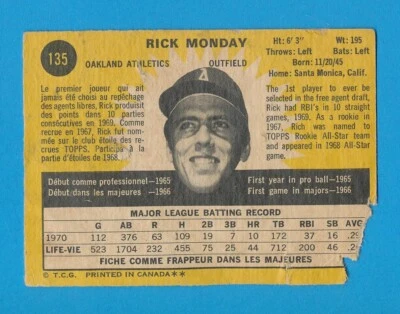 135
RICK MONDAY
OAKLAND ATHLETICS OUTFIELD
Ht: 6' 3" Wt: 195
Throws: Left Bats: Left
Born: 11/20/45
Home: Santa Monica, Calif.
Le premier joueur qui ait
jamais été choisi au repêchage
des agents libres, Rick produisit
des points dans 10 parties
consécutives en 1969. Comme
recrue en 1967, Rick fut nom-
mée sur le club étoile des re-
crues TOPPS. Participa à la
partie d'étoiles de 1968.
A
The 1st player to ever be
selected in the free agent draft,
Rick had RBI's in 10 straight
games, 1969. As a rookie in
1967, Rich was named to
TOPPS Rookie All-Star team
and appeared in 1968 All-Star
game.
Début comme professionnel—1965
Début dans les majeures—1966
First year in pro ball—1965
First game in majors—1966
MAJOR LEAGUE BATTING RECORD
G AB R H 2B 3B HR TR RBI SB AV.
1970 112 376 63 109 19 7 10 172 37 16 .29
LIFE-VIE 523 1704 232 455 75 25 57 712 200 46 .2
FICHE COMME FRAPPEUR DANS LES MAJEURES
© T.C.G. PRINTED IN CANADA**